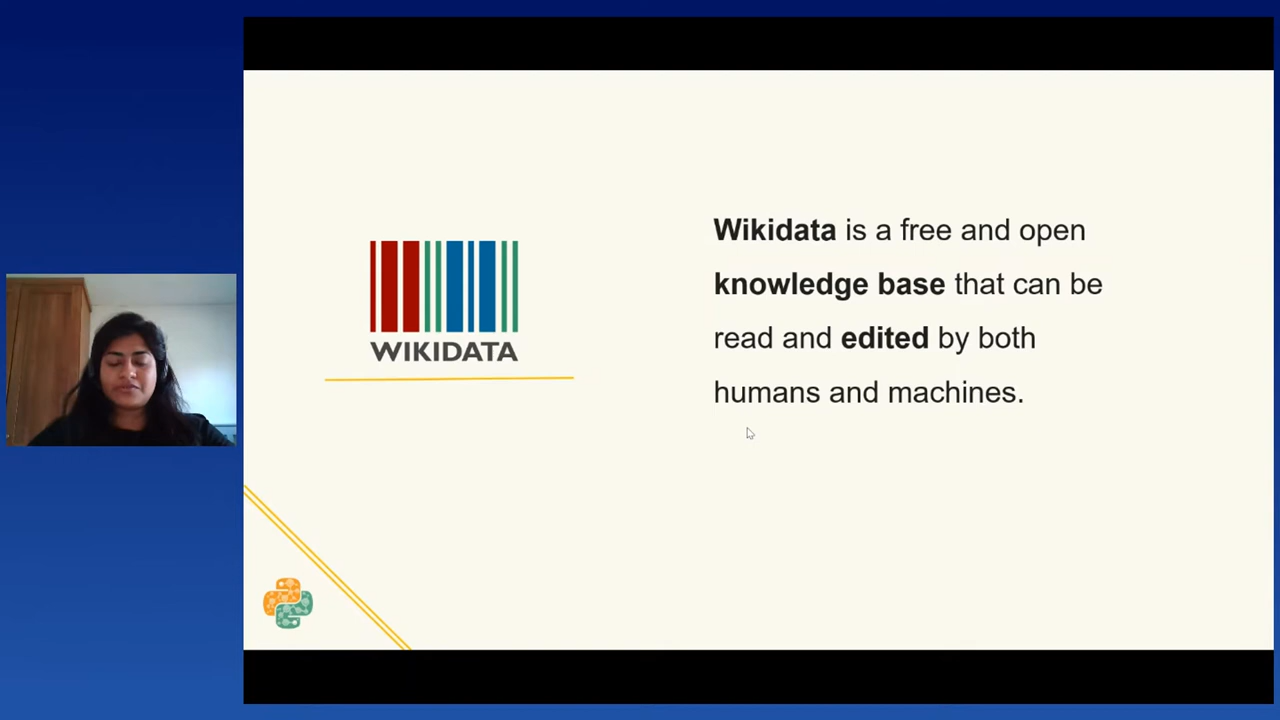 WIKIDATA
Wikidata is a free and open
knowledge base that can be
read and edited by both
humans and machines.